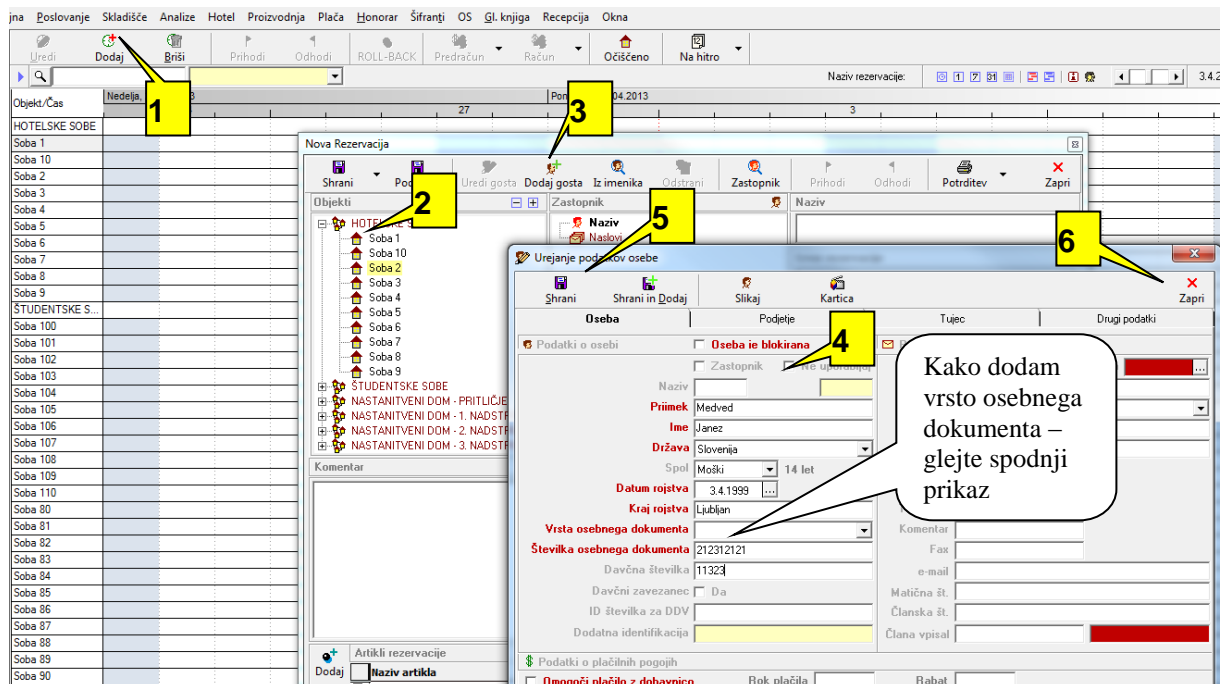 jna Poslovanje Skladišče Analize Hotel Proizvodnja Plača Honorar Šifranti OS Gl. knjiga Recepcija Okna
Uredi Dodaj Briši Prihodi Odhodi ROLL-BACK Predračun Račun Očiščeno Na hitro
Naziv rezervacije: 3.4.2
Objekt/Čas
Nedelja,
3
Pon
.04.2013
27
3
1
3
HOTELSKE SOBE
Soba 1
Soba 10
Soba 2
Soba 3
Soba 4
Soba 5
Soba 6
Soba 7
Soba 8
Soba 9
ŠTUDENTSKE S...
Soba 100
Soba 101
Soba 102
Soba 103
Soba 104
Soba 105
Soba 106
Soba 107
Soba 108
Soba 109
Soba 110
Soba 80
Soba 81
Soba 82
Soba 83
Soba 84
Soba 85
Soba 86
Soba 87
Soba 88
Soba 89
Soba 90
Nova Rezervacija
Shrani Uredi gosta Dodaj gosta Iz imenika Odstrani Zastopnik Prihodi Odhodi Potrditev Zapri
Objekti
Zastopnik
Naziv
2
5
6
Soba 1
Soba 10
Soba 2
Soba 3
Soba 4
Soba 5
Soba 6
Soba 7
Soba 8
Soba 9
ŠTUDENTSKE SOBE
NASTANITVENI DOM - PRITLIČJE
NASTANITVENI DOM - 1. NADST
NASTANITVENI DOM - 2. NADST
NASTANITVENI DOM - 3. NADST
Naziv
Naslovi
Komentar
Artikli rezervacije
Dodaj
Naziv artikla
Urejanje podatkov osebe
Shrani Shrani in Dodaj Slikaj Kartica Zapri
Oseba Podjetje Tujec Drugi podatki
Podatki o osebi
Oseba je blokirana
4
Zastopnik
Ne uporabljaj
Naziv
Priimek Medved
Ime Janez
Država Slovenija
Spol Moški 14 let
Datum rojstva 3.4.1999 ...
Kraj rojstva Ljubljan
Vrsta osebnega dokumenta
Številka osebnega dokumenta 212312121
Davčna številka 11323
Davčni zavezanec Da
ID številka za DDV
Dodatna identifikacija
Kako dodam
vrsto osebnega
dokumenta –
glejte spodnji
prikaz
...
Komentar
Fax
e-mail
Matična št.
Članska št.
Člana vpisal
Podatki o plačilnih pogojih
Omogoči plačilo z dobavnico Rok plačila Rabat